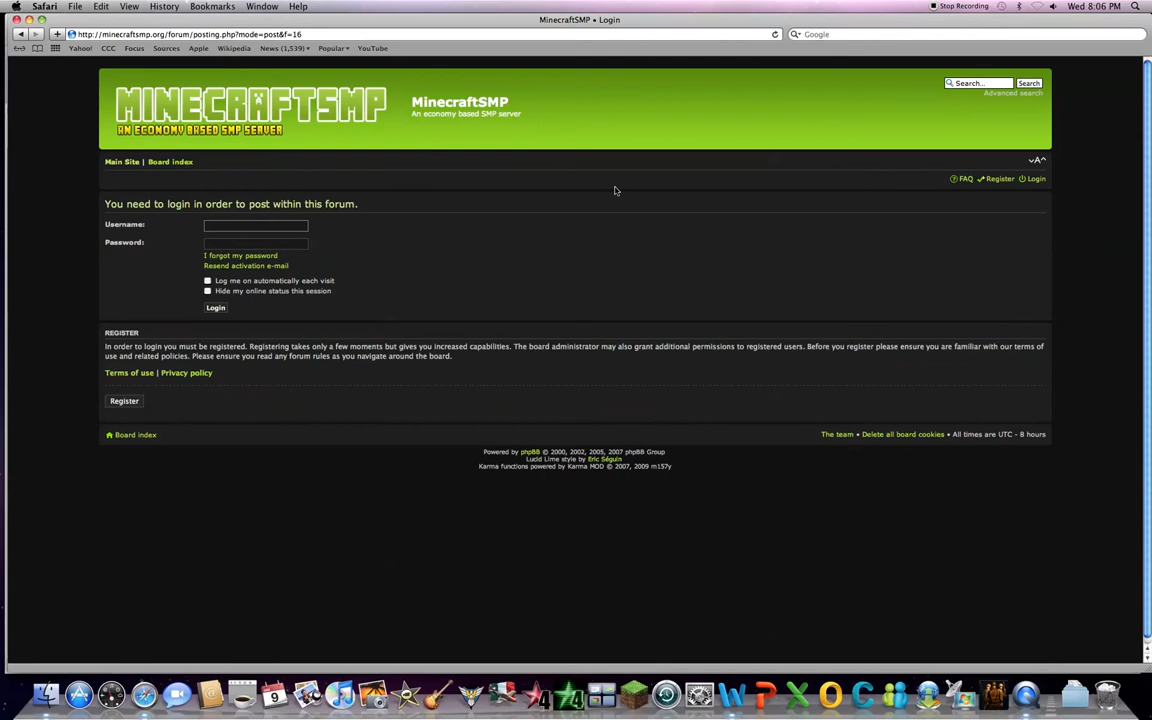 Safari File Edit View History Bookmarks Window Help Stop Recording Wed 8:06 PM
MinecraftSMP • Login
http://minecraftsmp.org/forum/posting.php?mode=post&f=16 Google
Yahoo! CCC Focus Sources Apple Wikipedia News (1,539) Popular YouTube
MINECRAFTSMP
AN ECONOMY BASED SMP SERVER
MinecraftSMP
An economy based SMP server
Search... Search
Advanced search
Main Site | Board index
FAQ Register Login
You need to login in order to post within this forum.
Username:
Password:
I forgot my password
Resend activation e-mail
Log me on automatically each visit
Hide my online status this session
Login
REGISTER
In order to login you must be registered. Registering takes only a few moments but gives you increased capabilities. The board administrator may also grant additional permissions to registered users. Before you register please ensure you are familiar with our terms of
use and related policies. Please ensure you read any forum rules as you navigate around the board.
Terms of use | Privacy policy
Register
Board index
The team • Delete all board cookies • All times are UTC - 8 hours
Powered by phpBB © 2000, 2002, 2005, 2007 phpBB Group
Lucid Lime style by Eric Séguin
Karma functions powered by Karma MOD © 2007, 2009 m157y